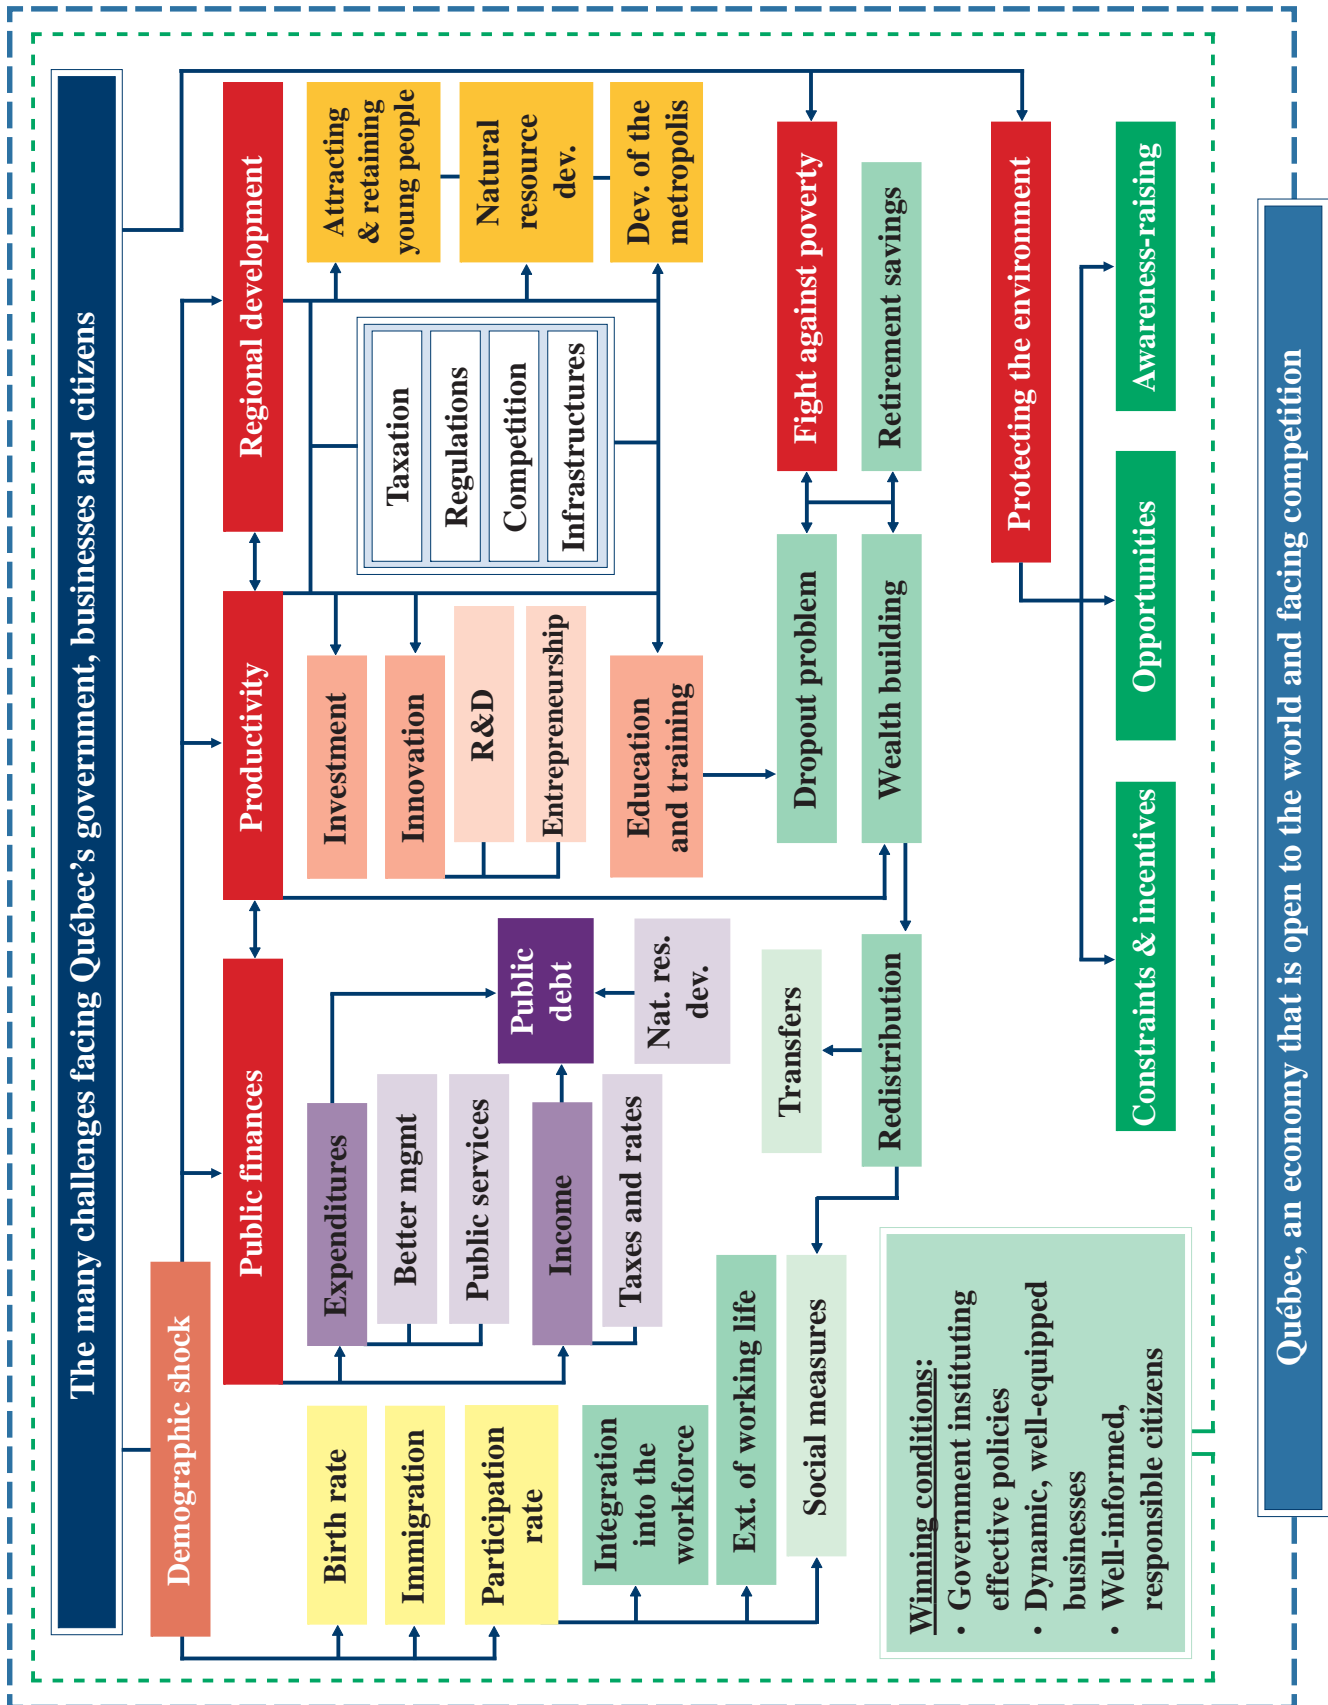 The many challenges facing Québec’s government, businesses and citizens
Demographic shock
Public finances
Productivity
Regional development
Birth rate
Immigration
Participation
rate
Integration
into the
workforce
Ext. of working life
Social measures
Expenditures
Better mgmt
Public services
Income
Taxes and rates
Public
debt
Nat. res.
dev.
Transfers
Redistribution
Investment
Innovation
R&D
Entrepreneurship
Education
and training
Dropout problem
Wealth building
Taxation
Regulations
Competition
Infrastructures
Attracting
& retaining
young people
Natural
resource
dev.
Dev. of the
metropolis
Fight against poverty
Retirement savings
Protecting the environment
Constraints & incentives
Opportunities
Awareness-raising
Winning conditions:
• Government instituting
effective policies
• Dynamic, well-equipped
businesses
• Well-informed,
responsible citizens
Québec, an economy that is open to the world and facing competition